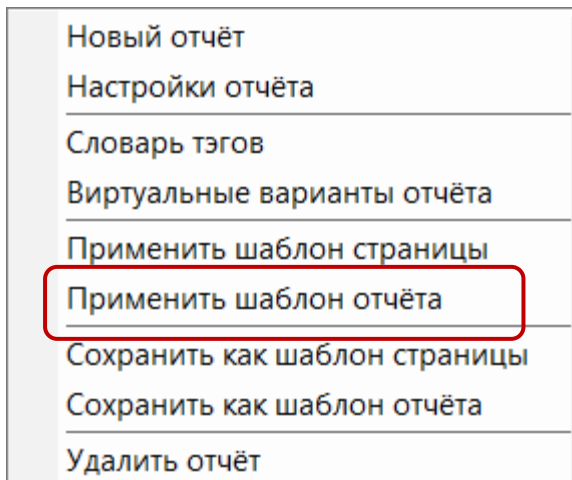 Новый отчёт
Настройки отчёта
Словарь тэгов
Виртуальные варианты отчёта
Применить шаблон страницы
Применить шаблон отчёта
Сохранить как шаблон страницы
Сохранить как шаблон отчёта
Удалить отчёт